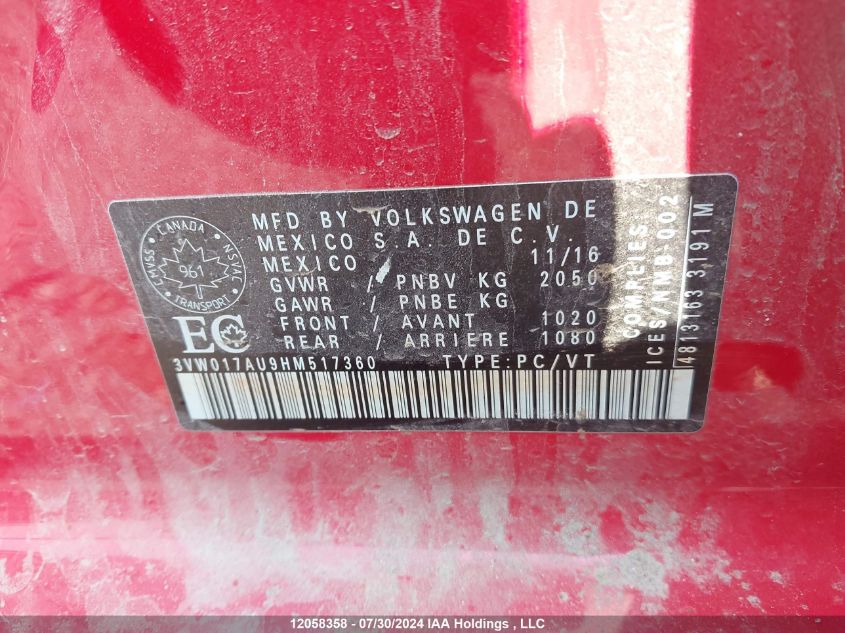 CANADA
CMVSS NSVAC
961
TRANSPORT
EC
MFD BY VOLKSWAGEN DE
MEXICO S.A. DE C.V.
MEXICO 11/16
GVWR / PNBV KG 2050
GAWR / PNBE KG
FRONT / AVANT 1020
REAR / ARRIERE 1080
3VW017AU9HM517360 TYPE:PC/VT
COMPLIES:
ICES/NMB-002
4813163 3191 M
12058358 - 07/30/2024 IAA Holdings , LLC